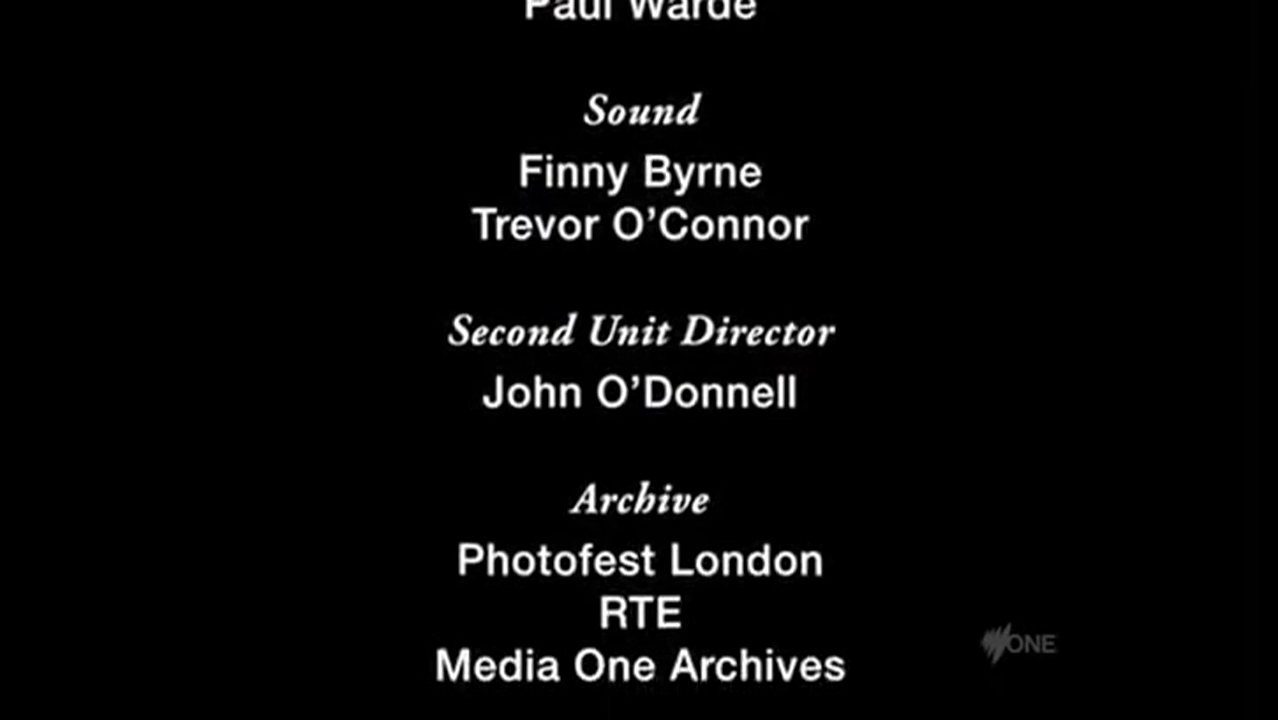 Paul Warde
Sound
Finny Byrne
Trevor O’Connor
Second Unit Director
John O’Donnell
Archive
Photofest London
RTE
Media One Archives
ONE